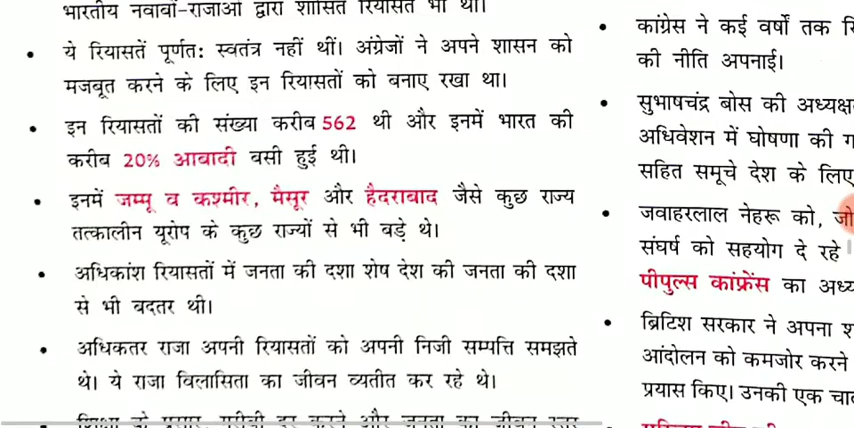 भारतीय नवाबों-राजाओं द्वारा शासित रियासतें भी थीं।
ये रियासतें पूर्णत: स्वतंत्र नहीं थीं। अंग्रेजों ने अपने शासन को
मजबूत करने के लिए इन रियासतों को बनाए रखा था।
इन रियासतों की संख्या करीब 562 थी और इनमें भारत की
करीब 20% आबादी बसी हुई थी।
इनमें जम्मू व कश्मीर, मैसूर और हैदराबाद जैसे कुछ राज्य
तत्कालीन यूरोप के कुछ राज्यों से भी बड़े थे।
अधिकांश रियासतों में जनता की दशा शेष देश की जनता की दशा
से भी बदतर थी।
अधिकतर राजा अपनी रियासतों को अपनी निजी सम्पत्ति समझते
थे। ये राजा विलासिता का जीवन व्यतीत कर रहे थे।
कांग्रेस ने कई वर्षों तक
की नीति अपनाई।
सुभाषचंद्र बोस की
अधिवेशन में घोषणा की
सहित समूचे देश के लिए
जवाहरलाल नेहरू को,
संघर्ष को सहयोग दे रहे
पीपुल्स कांफ्रेंस का
ब्रिटिश सरकार ने अपना
आंदोलन को कमजोर करने
प्रयास किए। उनकी एक